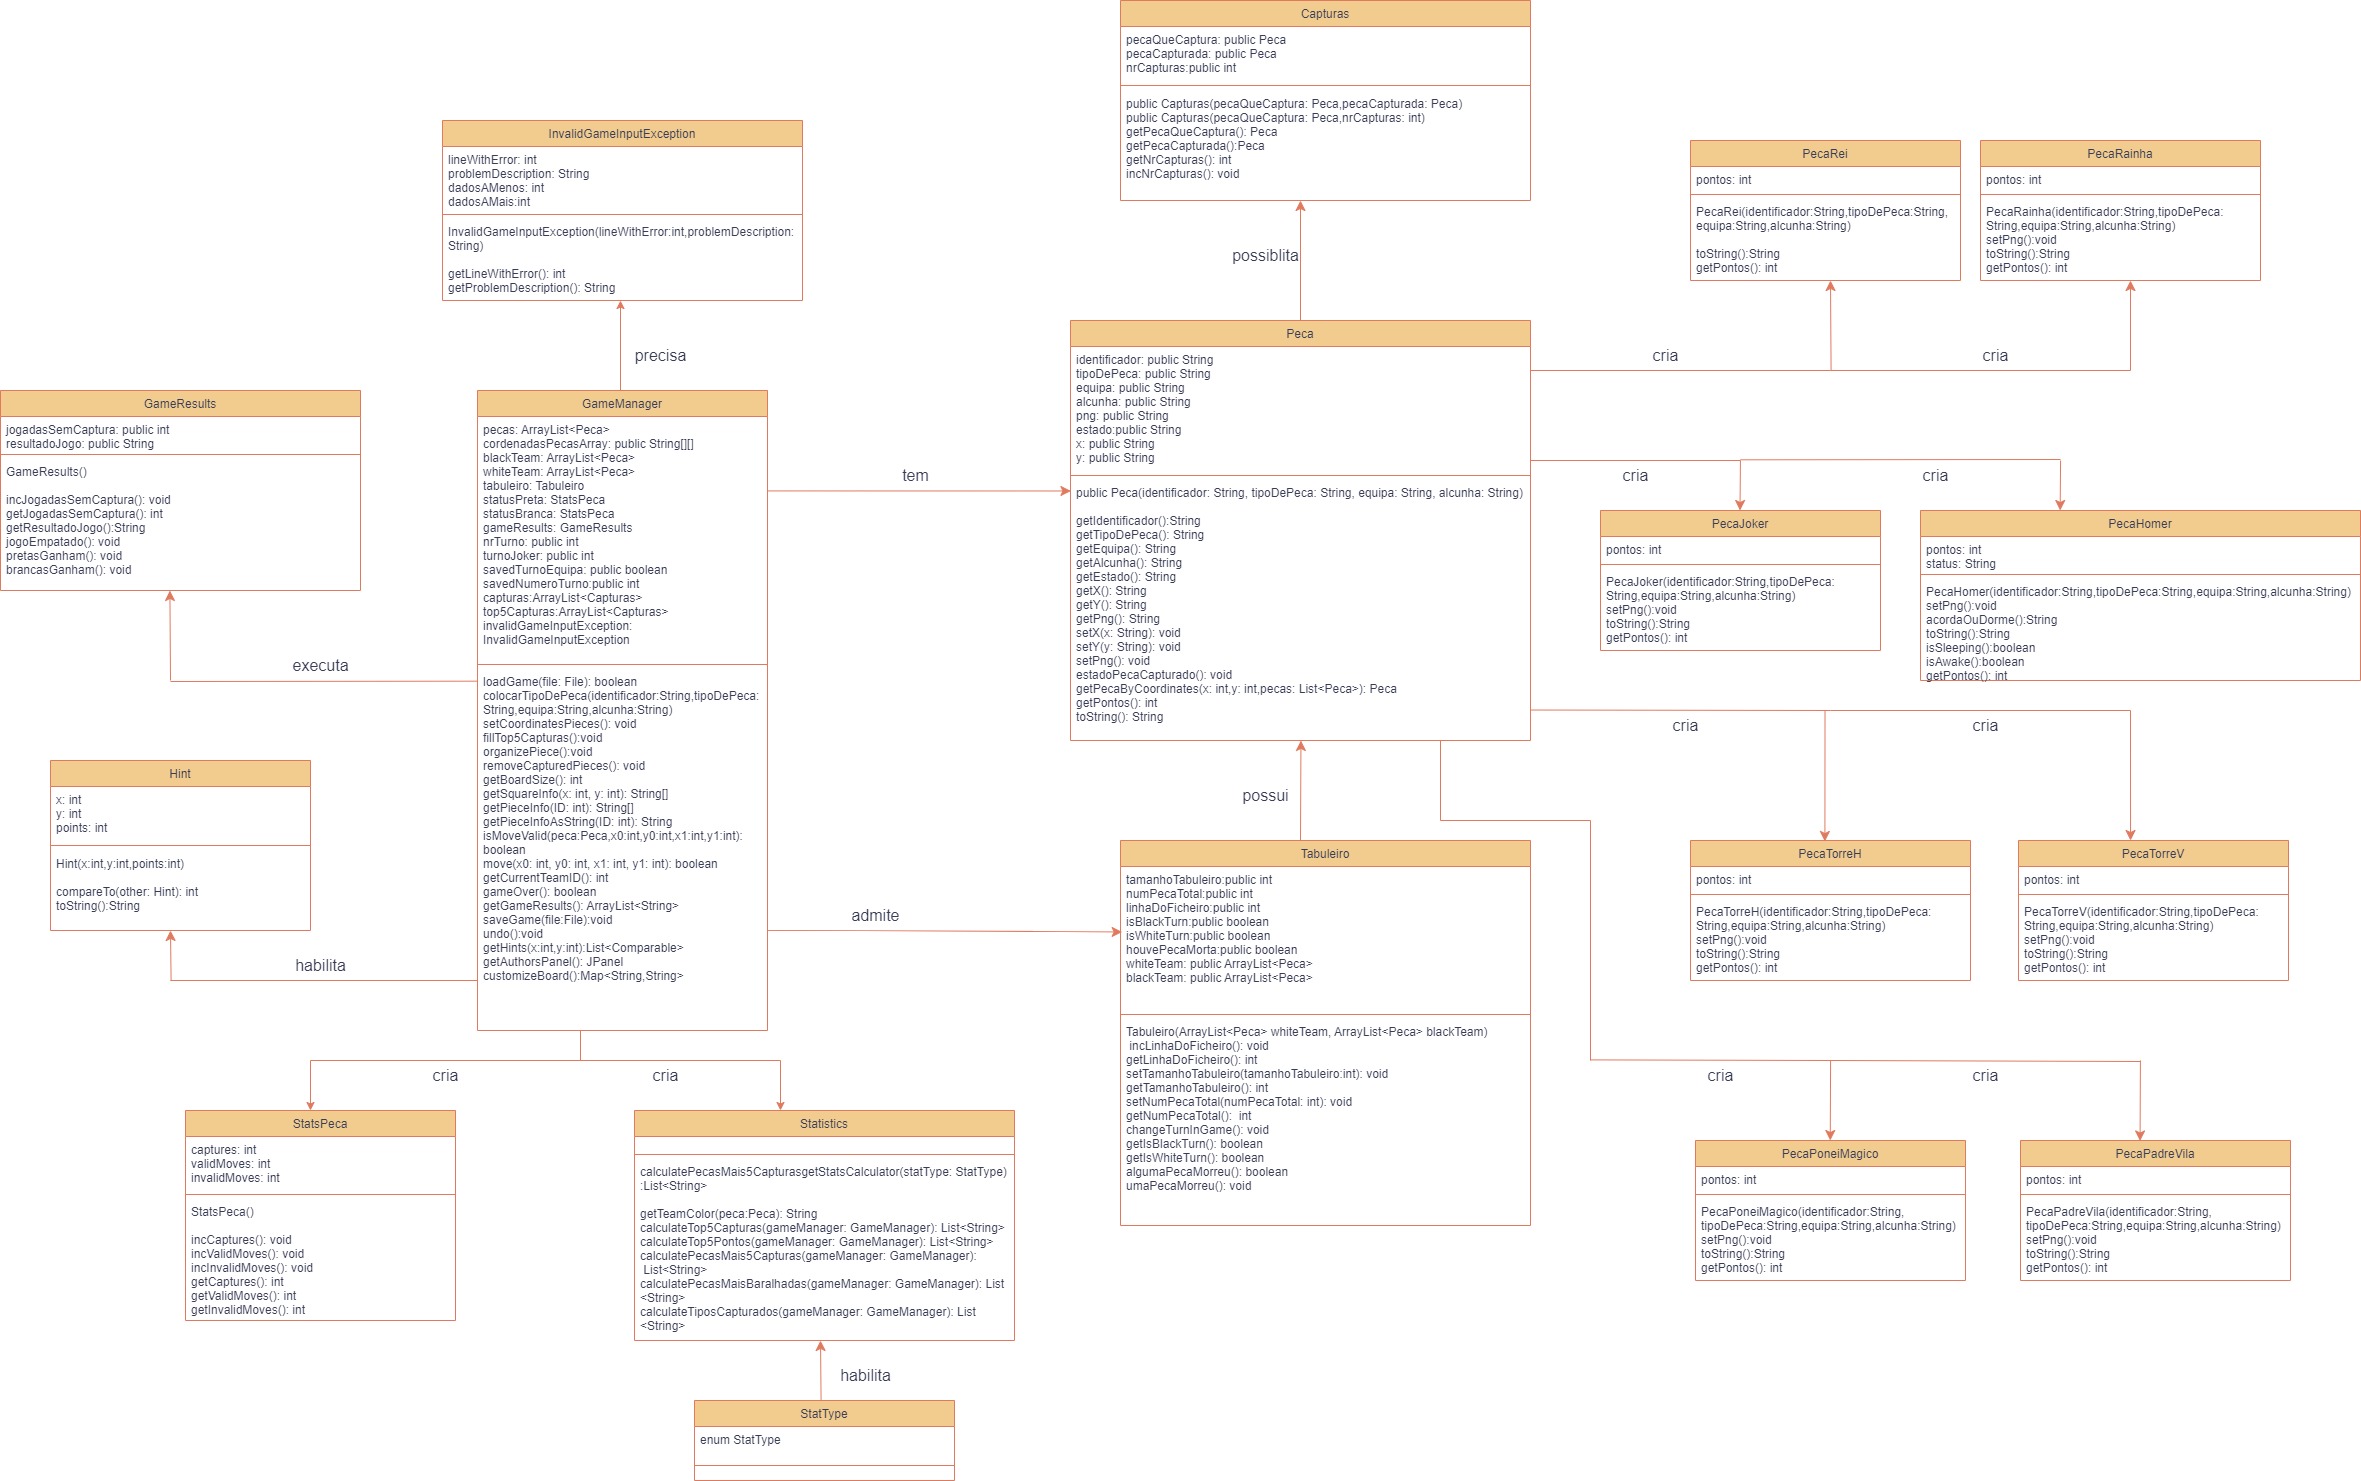 Capturas
pecaQueCaptura: public Peca
pecaCapturada: public Peca
nrCapturas:public int
public Capturas(pecaQueCaptura: Peca,pecaCapturada: Peca)
public Capturas(pecaQueCaptura: Peca,nrCapturas: int)
getPecaQueCaptura(): Peca
getPecaCapturada():Peca
getNrCapturas(): int
incNrCapturas(): void
InvalidGameInputException
lineWithError: int
problemDescription: String
dadosAMenos: int
dadosAMais:int
InvalidGameInputException(lineWithError:int,problemDescription:
String)
getLineWithError(): int
getProblemDescription(): String
PecaRei
pontos: int
PecaRei(identificador:String,tipoDePeca:String,
equipa:String,alcunha:String)
toString():String
getPontos(): int
PecaRainha
pontos: int
PecaRainha(identificador:String,tipoDePeca:
String,equipa:String,alcunha:String)
setPng():void
toString():String
getPontos(): int
possiblita
precisa
cria
cria
GameResults
jogadasSemCaptura: public int
resultadoJogo: public String
GameResults()
incJogadasSemCaptura(): void
getJogadasSemCaptura(): int
getResultadoJogo():String
jogoEmpatado(): void
pretasGanham(): void
brancasGanham(): void
GameManager
pecas: ArrayList<Peca>
cordenadasPecasArray: public String[][]
blackTeam: ArrayList<Peca>
whiteTeam: ArrayList<Peca>
tabuleiro: Tabuleiro
statusPreta: StatsPeca
statusBranca: StatsPeca
gameResults: GameResults
nrTurno: public int
turnoJoker: public int
savedTurnoEquipa: public boolean
savedNumeroTurno:public int
capturas:ArrayList<Capturas>
top5Capturas:ArrayList<Capturas>
invalidGameInputException:
InvalidGameInputException
loadGame(file: File): boolean
colocarTipoDePeca(identificador:String,tipoDePeca:
String,equipa:String,alcunha:String)
setCoordinatesPieces(): void
fillTop5Capturas():void
organizePiece():void
removeCapturedPieces(): void
getBoardSize(): int
getSquareInfo(x: int, y: int): String[]
getPieceInfo(ID: int): String[]
getPieceInfoAsString(ID: int): String
isMoveValid(peca:Peca,x0:int,y0:int,x1:int,y1:int):
boolean
move(x0: int, y0: int, x1: int, y1: int): boolean
getCurrentTeamID(): int
gameOver(): boolean
getGameResults(): ArrayList<String>
saveGame(file:File):void
undo():void
getHints(x:int,y:int):List<Comparable>
getAuthorsPanel(): JPanel
customizeBoard():Map<String,String>
tem
Peca
identificador: public String
tipoDePeca: public String
equipa: public String
alcunha: public String
png: public String
estado:public String
x: public String
y: public String
public Peca(identificador: String, tipoDePeca: String, equipa: String, alcunha: String)
getIdentificador():String
getTipoDePeca(): String
getEquipa(): String
getAlcunha(): String
getEstado(): String
getX(): String
getY(): String
getPng(): String
setX(x: String): void
setY(y: String): void
setPng(): void
estadoPecaCapturado(): void
getPecaByCoordinates(x: int,y: int,pecas: List<Peca>): Peca
getPontos(): int
toString(): String
cria
cria
PecaJoker
pontos: int
PecaJoker(identificador:String,tipoDePeca:
String,equipa:String,alcunha:String)
setPng():void
toString():String
getPontos(): int
PecaHomer
pontos: int
status: String
PecaHomer(identificador:String,tipoDePeca:String,equipa:String,alcunha:String)
setPng():void
acordaOuDorme():String
toString():String
isSleeping():boolean
isAwake():boolean
getPontos(): int
executa
cria
cria
Hint
x: int
y: int
points: int
Hint(x:int,y:int,points:int)
compareTo(other: Hint): int
toString():String
possui
admite
habilita
Tabuleiro
tamanhoTabuleiro:public int
numPecaTotal:public int
linhaDoFicheiro:public int
isBlackTurn:public boolean
isWhiteTurn:public boolean
houvePecaMorta:public boolean
whiteTeam: public ArrayList<Peca>
blackTeam: public ArrayList<Peca>
Tabuleiro(ArrayList<Peca> whiteTeam, ArrayList<Peca> blackTeam)
incLinhaDoFicheiro(): void
getLinhaDoFicheiro(): int
setTamanhoTabuleiro(tamanhoTabuleiro:int): void
getTamanhoTabuleiro(): int
setNumPecaTotal(numPecaTotal: int): void
getNumPecaTotal(): int
changeTurnInGame(): void
getIsBlackTurn(): boolean
getIsWhiteTurn(): boolean
algumaPecaMorreu(): boolean
umaPecaMorreu(): void
PecaTorreH
pontos: int
PecaTorreH(identificador:String,tipoDePeca:
String,equipa:String,alcunha:String)
setPng():void
toString():String
getPontos(): int
PecaTorreV
pontos: int
PecaTorreV(identificador:String,tipoDePeca:
String,equipa:String,alcunha:String)
setPng():void
toString():String
getPontos(): int
cria
cria
cria
cria
StatsPeca
captures: int
validMoves: int
invalidMoves: int
StatsPeca()
incCaptures(): void
incValidMoves(): void
incInvalidMoves(): void
getCaptures(): int
getValidMoves(): int
getInvalidMoves(): int
Statistics
calculatePecasMais5CapturasgetStatsCalculator(statType: StatType)
:List<String>
getTeamColor(peca:Peca): String
calculateTop5Capturas(gameManager: GameManager): List<String>
calculateTop5Pontos(gameManager: GameManager): List<String>
calculatePecasMais5Capturas(gameManager: GameManager):
List<String>
calculatePecasMaisBaralhadas(gameManager: GameManager): List
<String>
calculateTiposCapturados(gameManager: GameManager): List
<String>
PecaPoneiMagico
pontos: int
PecaPoneiMagico(identificador:String,
tipoDePeca:String,equipa:String,alcunha:String)
setPng():void
toString():String
getPontos(): int
PecaPadreVila
pontos: int
PecaPadreVila(identificador:String,
tipoDePeca:String,equipa:String,alcunha:String)
setPng():void
toString():String
getPontos(): int
habilita
StatType
enum StatType